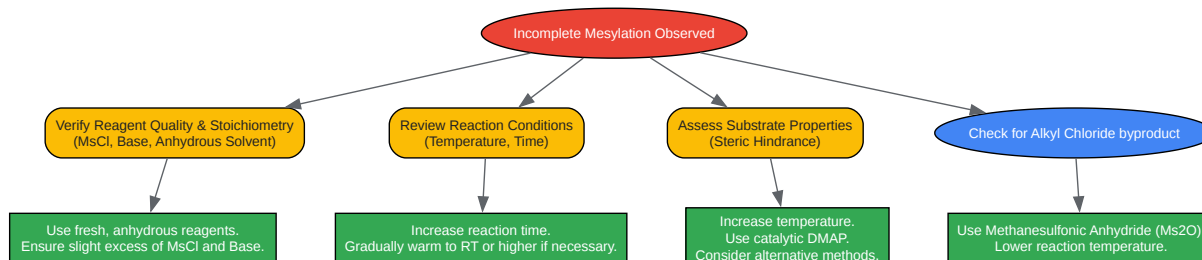 Incomplete Mesylation Observed
Verify Reagent Quality & Stoichiometry
(MsCl, Base, Anhydrous Solvent)
Review Reaction Conditions
(Temperature, Time)
Assess Substrate Properties
(Steric Hindrance)
Check for Alkyl Chloride byproduct
Use fresh, anhydrous reagents.
Ensure slight excess of MsCl and Base.
Increase reaction time.
Gradually warm to RT or higher if necessary.
Increase temperature.
Use catalytic DMAP.
Consider alternative methods.
Use Methanesulfonic Anhydride (Ms2O)
Lower reaction temperature.